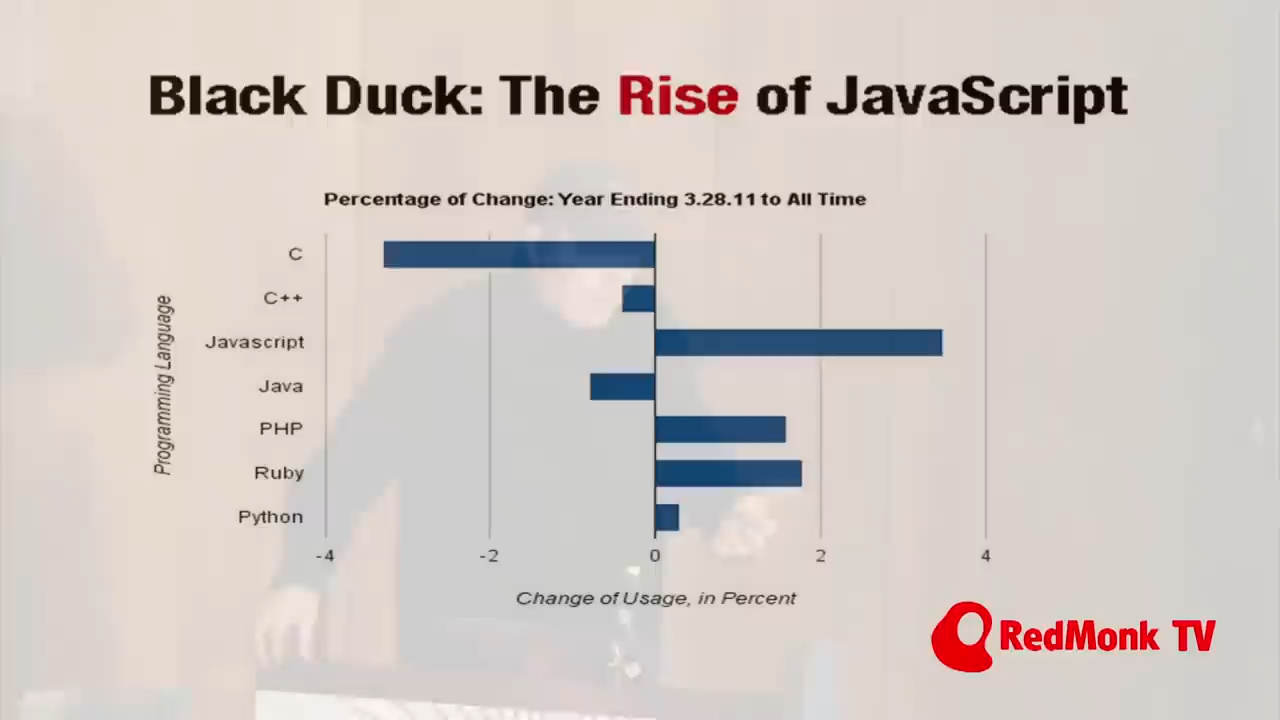 Black Duck: The Rise of JavaScript
Percentage of Change: Year Ending 3.28.11 to All Time
C
C++
Javascript
Java
PHP
Ruby
Python
Programming Language
-4 -2 0 2 4
Change of Usage, in Percent
RedMonk TV